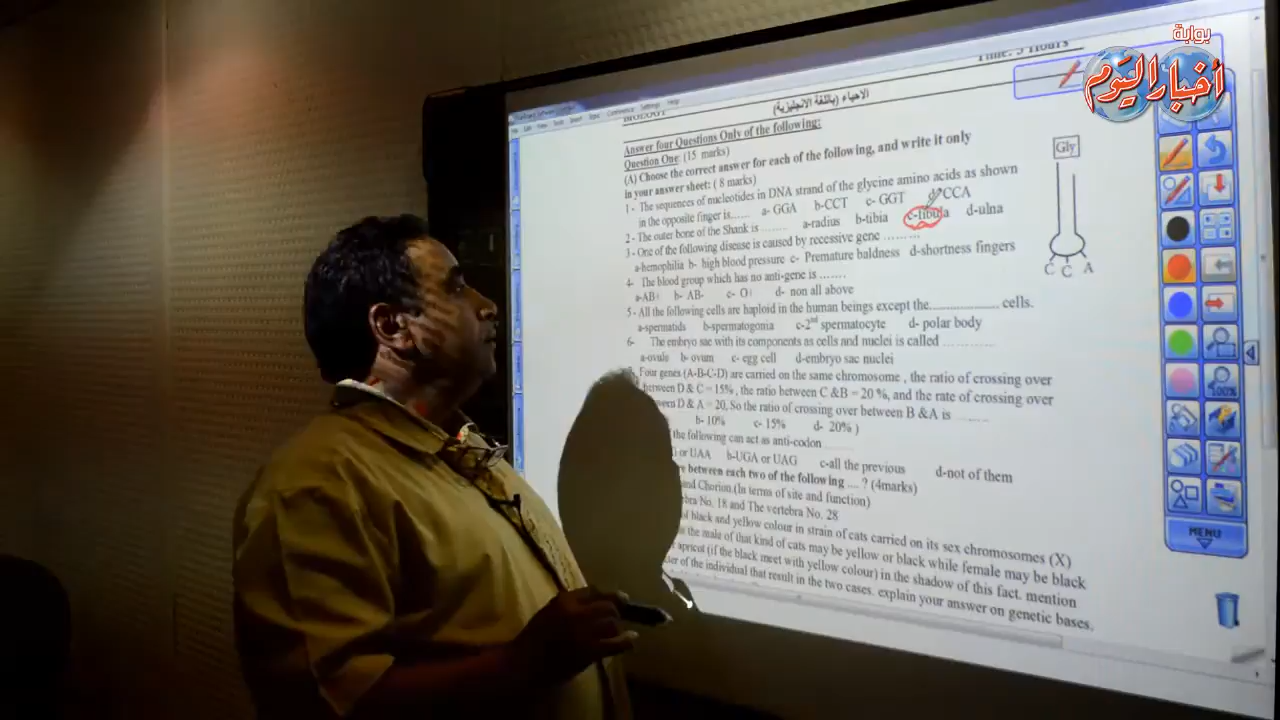 بوابة
أخبار اليوم
Time: 3 Hours
BIOLOGY
الاحياء (باللغة الانجليزية)
Answer four Questions Only of the following:
Question One: (15 marks)
(A) Choose the correct answer for each of the following, and write it only
in your answer sheet: ( 8 marks)
1 - The sequences of nucleotides in DNA strand of the glycine amino acids as shown
in the opposite finger is..... a- GGA b-CCT c- GGT d- CCA
2 - The outer bone of the Shank is ....... a-radius b-tibia c-fibula d-ulna
3 - One of the following disease is caused by recessive gene .........
a-hemophilia b- high blood pressure c- Premature baldness d-shortness fingers
4- The blood group which has no anti-gene is .......
a-AB+ b- AB- c- O+ d- non all above
5 - All the following cells are haploid in the human beings except the.................. cells.
a-spermatids b-spermatogonia c-2nd spermatocyte d- polar body
6- The embryo sac with its components as cells and nuclei is called ............
a-ovule b- ovum c- egg cell d-embryo sac nuclei
Four genes (A-B-C-D) are carried on the same chromosome , the ratio of crossing over
between D & C = 15% , the ratio between C &B = 20 %, and the rate of crossing over
between D & A = 20, So the ratio of crossing over between B &A is ........
b- 10% c- 15% d- 20% )
the following can act as anti-codon
or UAA b-UGA or UAG c-all the previous d-not of them
between each two of the following .... ? (4marks)
and Chorion.(In terms of site and function)
No. 18 and The vertebra No. 28
of black and yellow colour in strain of cats carried on its sex chromosomes (X)
the male of that kind of cats may be yellow or black while female may be black
apricot (if the black meet with yellow colour) in the shadow of this fact. mention
of the individual that result in the two cases. explain your answer on genetic bases.
Gly
C C A
100%
MENU